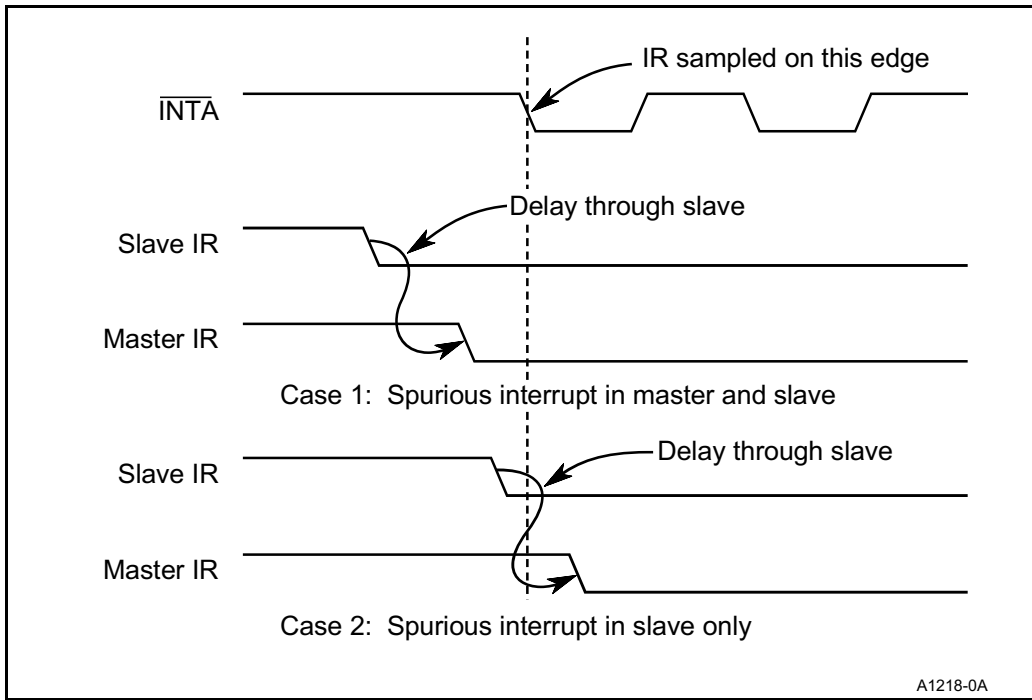 IR sampled on this edge
INTA
Delay through slave
Slave IR
Master IR
Case 1: Spurious interrupt in master and slave
Delay through slave
Slave IR
Master IR
Case 2: Spurious interrupt in slave only
A1218-0A